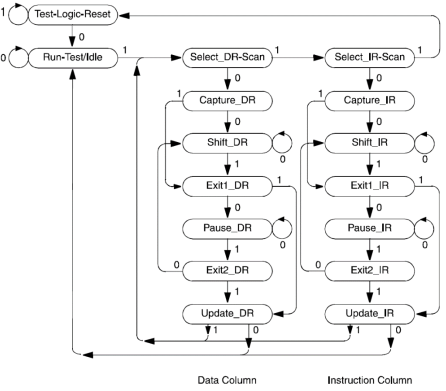 1 Test-Logic-Reset
0
0 Run-Test/Idle 1 Select_DR-Scan 1 Select_IR-Scan 1
0 0
1 Capture_DR 1 Capture_IR
0 0
Shift_DR 0 Shift_IR 0
1 1
Exit1_DR 1 Exit1_IR 1
0 0
Pause_DR 0 Pause_IR 0
1 1
0 Exit2_DR 0 Exit2_IR
1 1
Update_DR Update_IR
1 0 1 0
Data Column Instruction Column